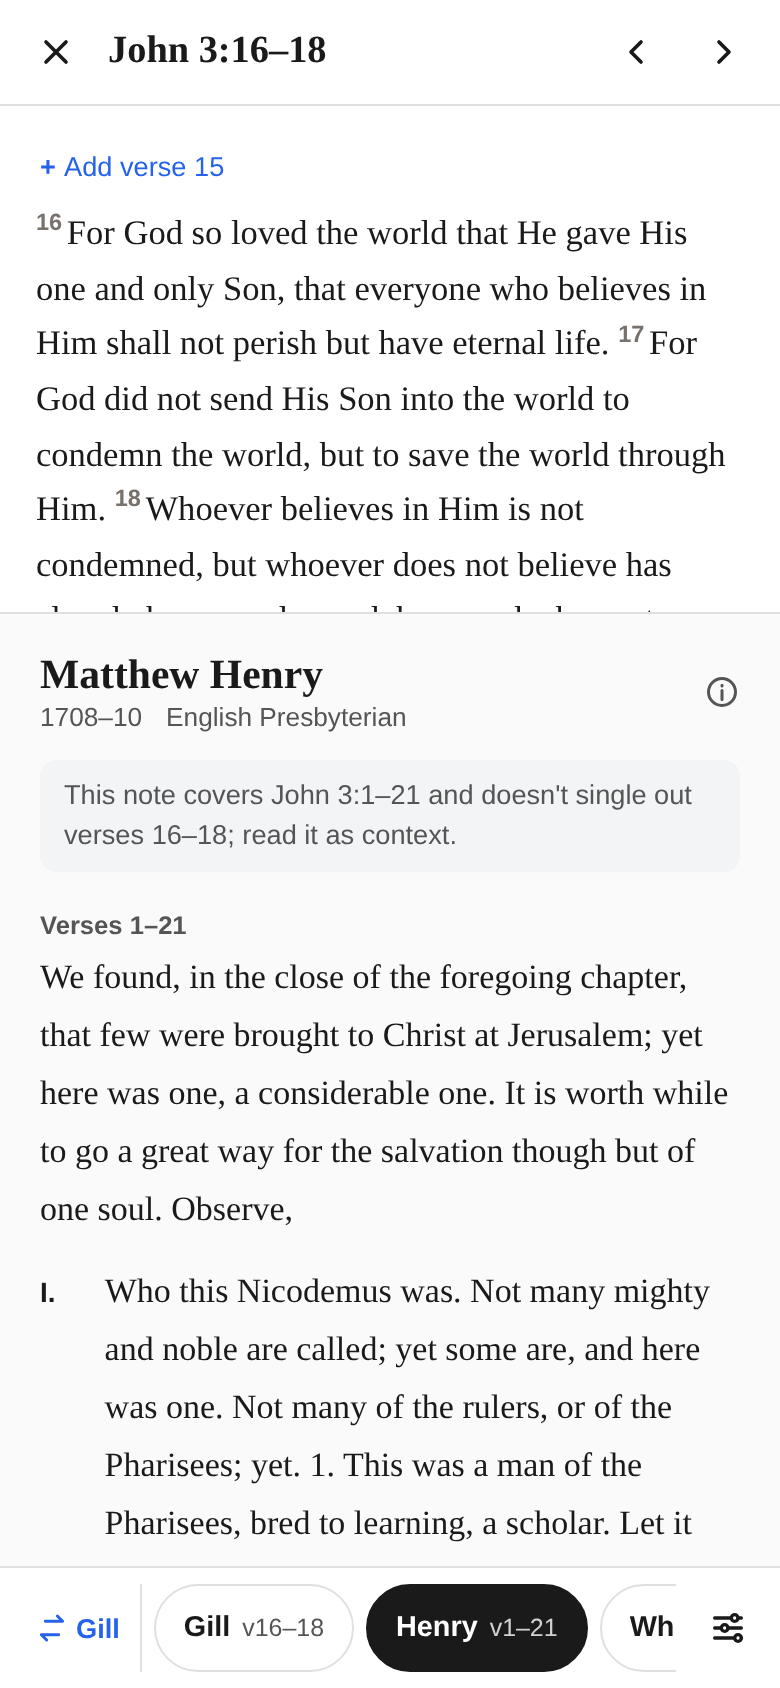 John 3:16–18
+ Add verse 15
16 For God so loved the world that He gave His
one and only Son, that everyone who believes in
Him shall not perish but have eternal life. 17 For
God did not send His Son into the world to
condemn the world, but to save the world through
Him. 18 Whoever believes in Him is not
condemned, but whoever does not believe has
Matthew Henry
1708–10 English Presbyterian
This note covers John 3:1–21 and doesn't single out
verses 16–18; read it as context.
Verses 1–21
We found, in the close of the foregoing chapter,
that few were brought to Christ at Jerusalem; yet
here was one, a considerable one. It is worth while
to go a great way for the salvation though but of
one soul. Observe,
I. Who this Nicodemus was. Not many mighty
and noble are called; yet some are, and here
was one. Not many of the rulers, or of the
Pharisees; yet. 1. This was a man of the
Pharisees, bred to learning, a scholar. Let it
Gill Gill v16–18 Henry v1–21 Wh